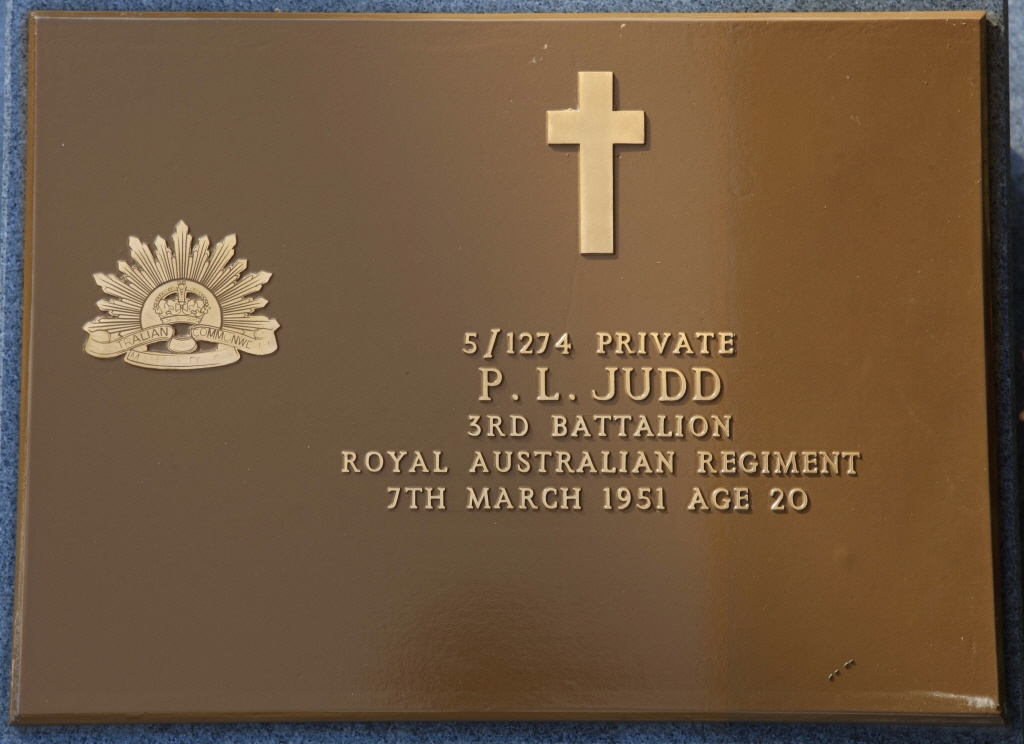 5/1274 PRIVATE
P. L. JUDD
3RD BATTALION
ROYAL AUSTRALIAN REGIMENT
7TH MARCH 1951 AGE 20